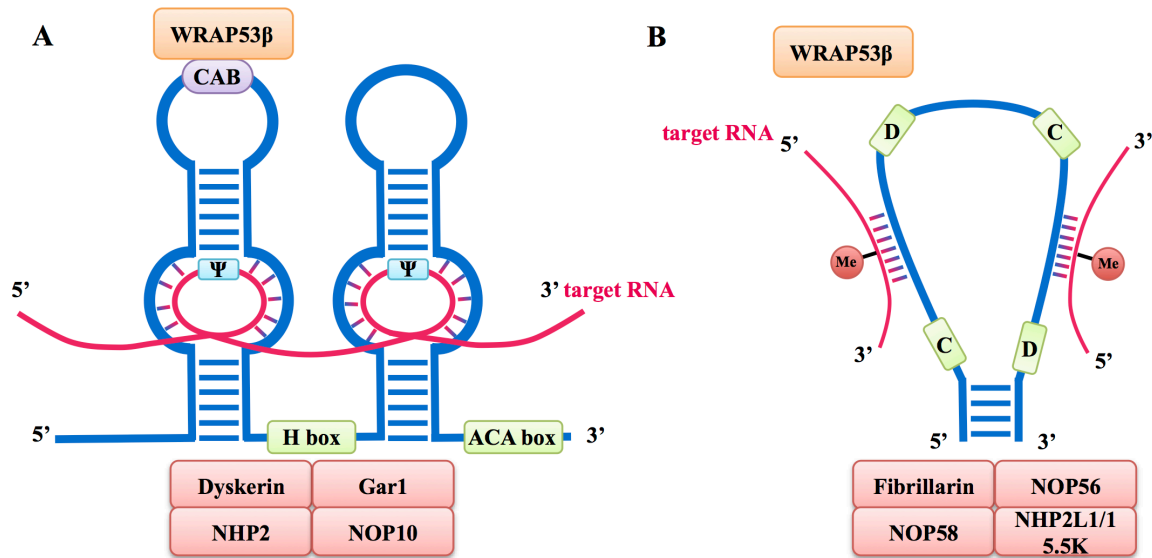 A
WRAP53β
CAB
Ψ
Ψ
5’
3’ target RNA
5’
H box
ACA box
3’
Dyskerin
Gar1
NHP2
NOP10
B
WRAP53β
target RNA
5’
D
C
3’
Me
Me
C
D
3’
5’
5’
3’
Fibrillarin
NOP56
NOP58
NHP2L1/1
5.5K